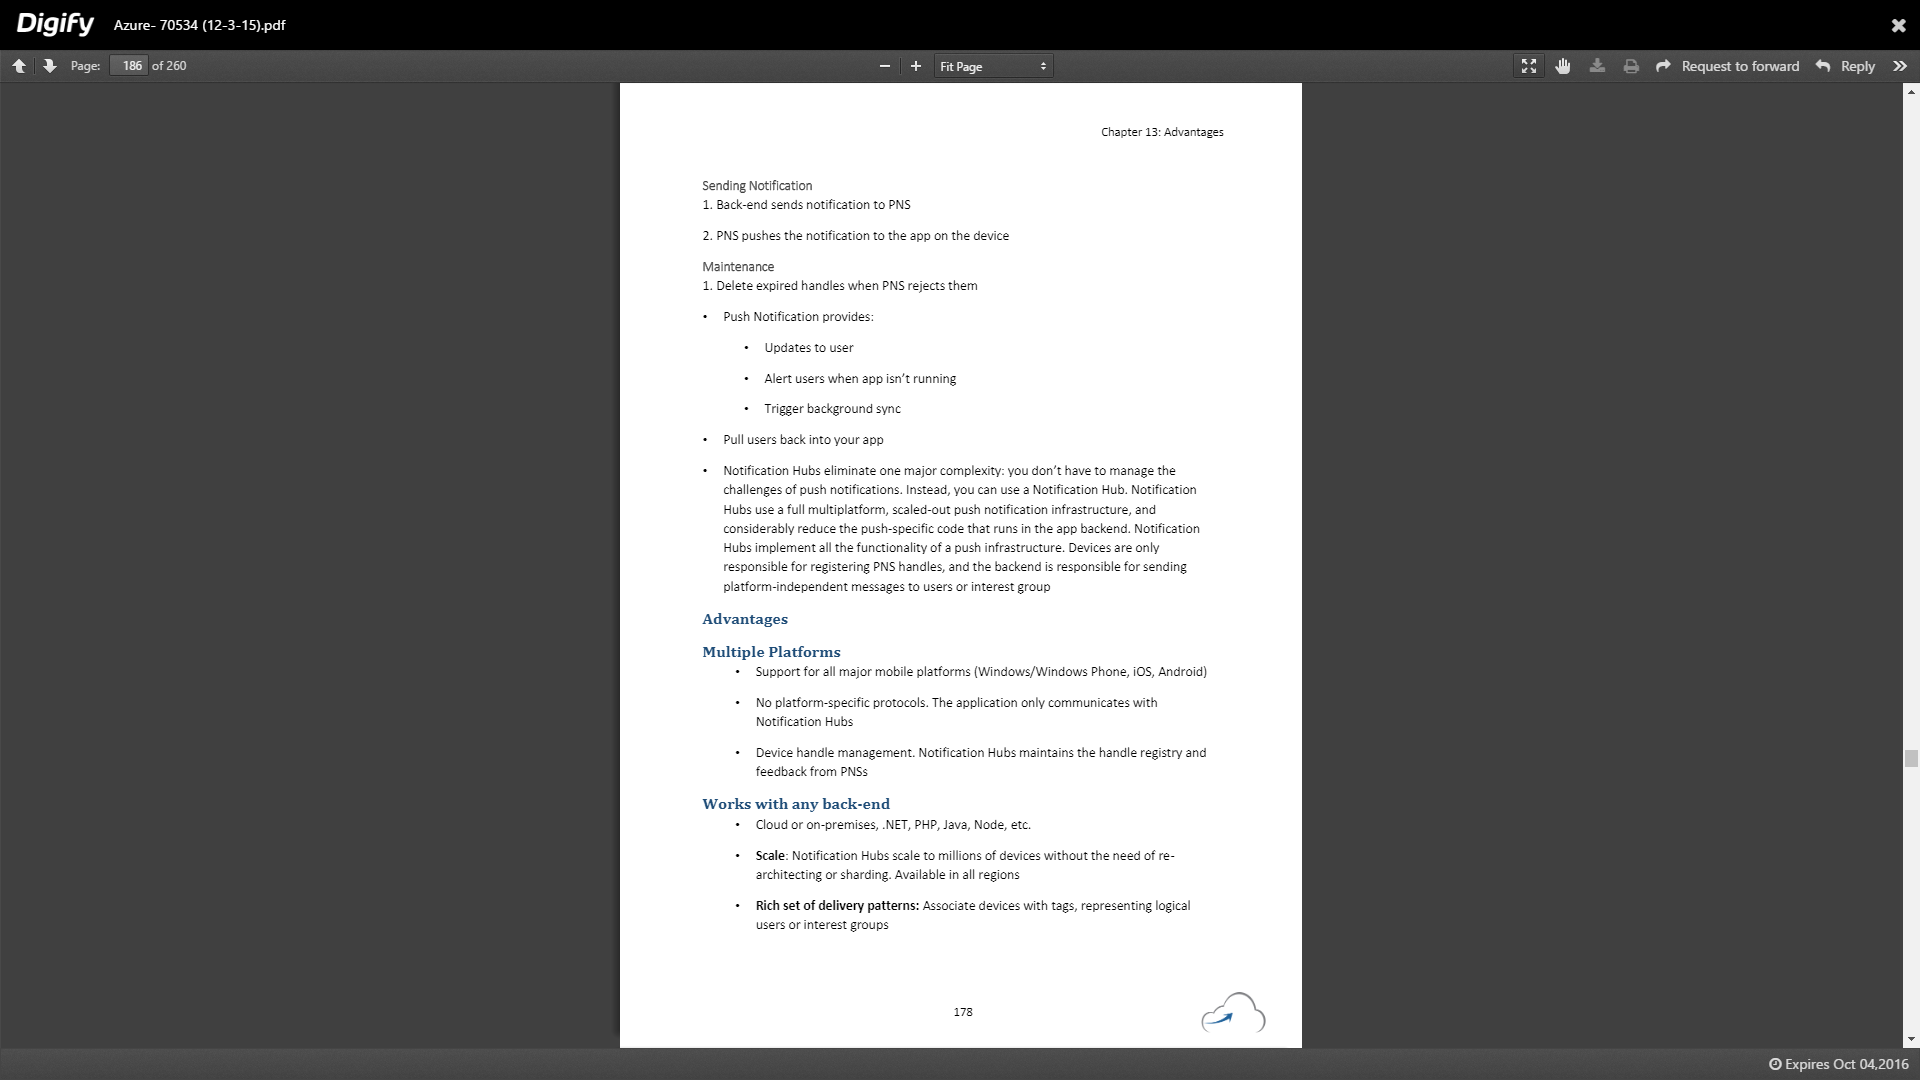 Digify Azure- 70534 (12-3-15).pdf
Page: 186 of 260 Fit Page Request to forward Reply
Chapter 13: Advantages
Sending Notification
1. Back-end sends notification to PNS
2. PNS pushes the notification to the app on the device
Maintenance
1. Delete expired handles when PNS rejects them
• Push Notification provides:
• Updates to user
• Alert users when app isn’t running
• Trigger background sync
• Pull users back into your app
• Notification Hubs eliminate one major complexity: you don’t have to manage the
challenges of push notifications. Instead, you can use a Notification Hub. Notification
Hubs use a full multiplatform, scaled-out push notification infrastructure, and
considerably reduce the push-specific code that runs in the app backend. Notification
Hubs implement all the functionality of a push infrastructure. Devices are only
responsible for registering PNS handles, and the backend is responsible for sending
platform-independent messages to users or interest group
Advantages
Multiple Platforms
• Support for all major mobile platforms (Windows/Windows Phone, iOS, Android)
• No platform-specific protocols. The application only communicates with
Notification Hubs
• Device handle management. Notification Hubs maintains the handle registry and
feedback from PNSs
Works with any back-end
• Cloud or on-premises, .NET, PHP, Java, Node, etc.
• Scale: Notification Hubs scale to millions of devices without the need of re-
architecting or sharding. Available in all regions
• Rich set of delivery patterns: Associate devices with tags, representing logical
users or interest groups
178
Expires Oct 04,2016